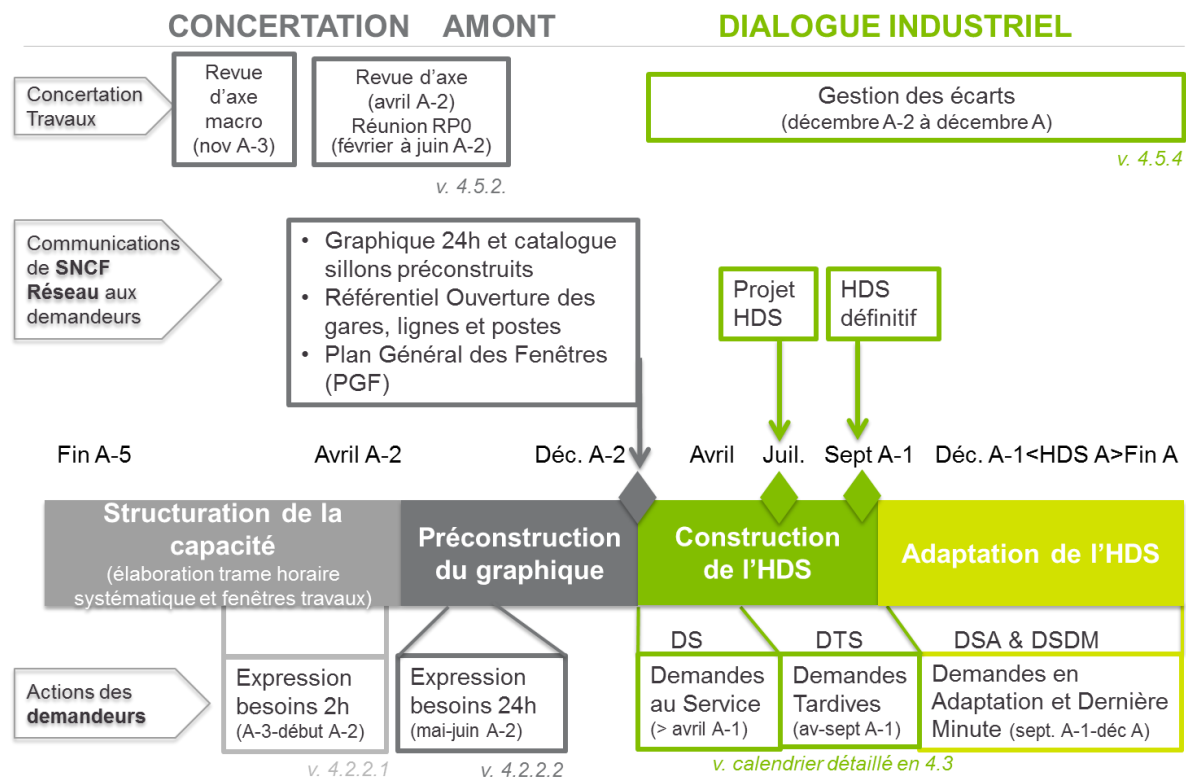 CONCERTATION AMONT
DIALOGUE INDUSTRIEL
Concertation
Travaux
Revue
d'axe
macro
(nov A-3)
Revue d'axe
(avril A-2)
Réunion RP0
(février à juin A-2)
v. 4.5.2.
Gestion des écarts
(décembre A-2 à décembre A)
v. 4.5.4
Communications
de SNCF
Réseau aux
demandeurs
• Graphique 24h et catalogue
sillons préconstruits
• Référentiel Ouverture des
gares, lignes et postes
• Plan Général des Fenêtres
(PGF)
Projet
HDS
HDS
définitif
Fin A-5
Avril A-2
Déc. A-2
Avril
Juil.
Sept A-1
Déc. A-1<HDS A>Fin A
Structuration de la
capacité
(élaboration trame horaire
systématique et fenêtres travaux)
Préconstruction
du graphique
Construction
de l'HDS
Adaptation de l'HDS
Actions des
demandeurs
Expression
besoins 2h
(A-3-début A-2)
v. 4.2.2.1
Expression
besoins 24h
(mai-juin A-2)
v. 4.2.2.2
DS
Demandes
au Service
(> avril A-1)
DTS
Demandes
Tardives
(av-sept A-1)
DSA & DSDM
Demandes en
Adaptation et Dernière
Minute (sept. A-1-déc A)
v. calendrier détaillé en 4.3